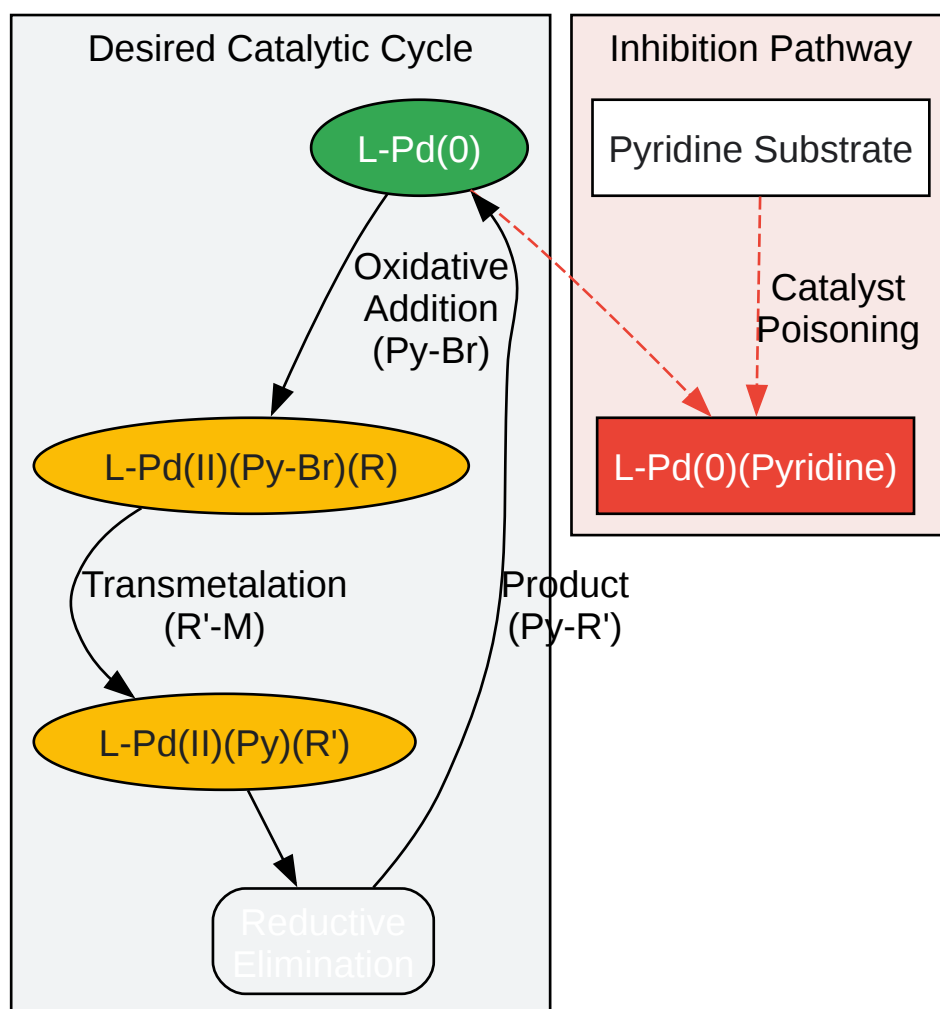 Desired Catalytic Cycle
L-Pd(0)
Oxidative
Addition
(Py-Br)
L-Pd(II)(Py-Br)(R)
Transmetalation
(R'-M)
L-Pd(II)(Py)(R')
Reductive
Elimination
Product
(Py-R')
Inhibition Pathway
Pyridine Substrate
Catalyst
Poisoning
L-Pd(0)(Pyridine)